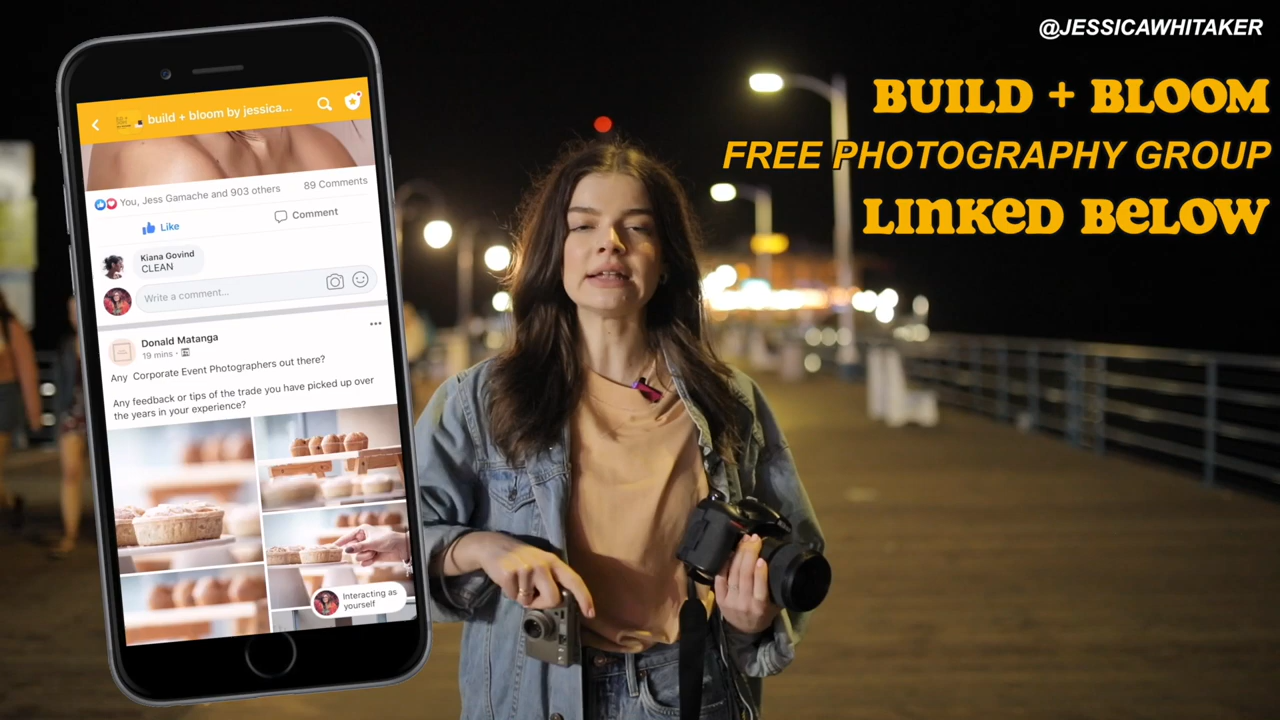 @JESSICAWHITAKER
BUILD + BLOOM
FREE PHOTOGRAPHY GROUP
LINKED BELOW
build + bloom by jessica...
You, Jess Gamache and 903 others
89 Comments
Like
Comment
Kiana Govind
CLEAN
Write a comment...
Donald Matanga
19 mins ·
Any Corporate Event Photographers out there?
Any feedback or tips of the trade you have picked up over
the years in your experience?
Interacting as
yourself